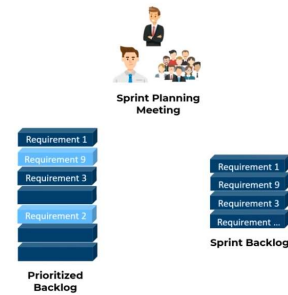 Sprint Planning
Meeting
Requirement 1
Requirement 9
Requirement 3
Requirement 2
Prioritized
Backlog
Requirement 1
Requirement 9
Requirement 3
Requirement ...
Sprint Backlog